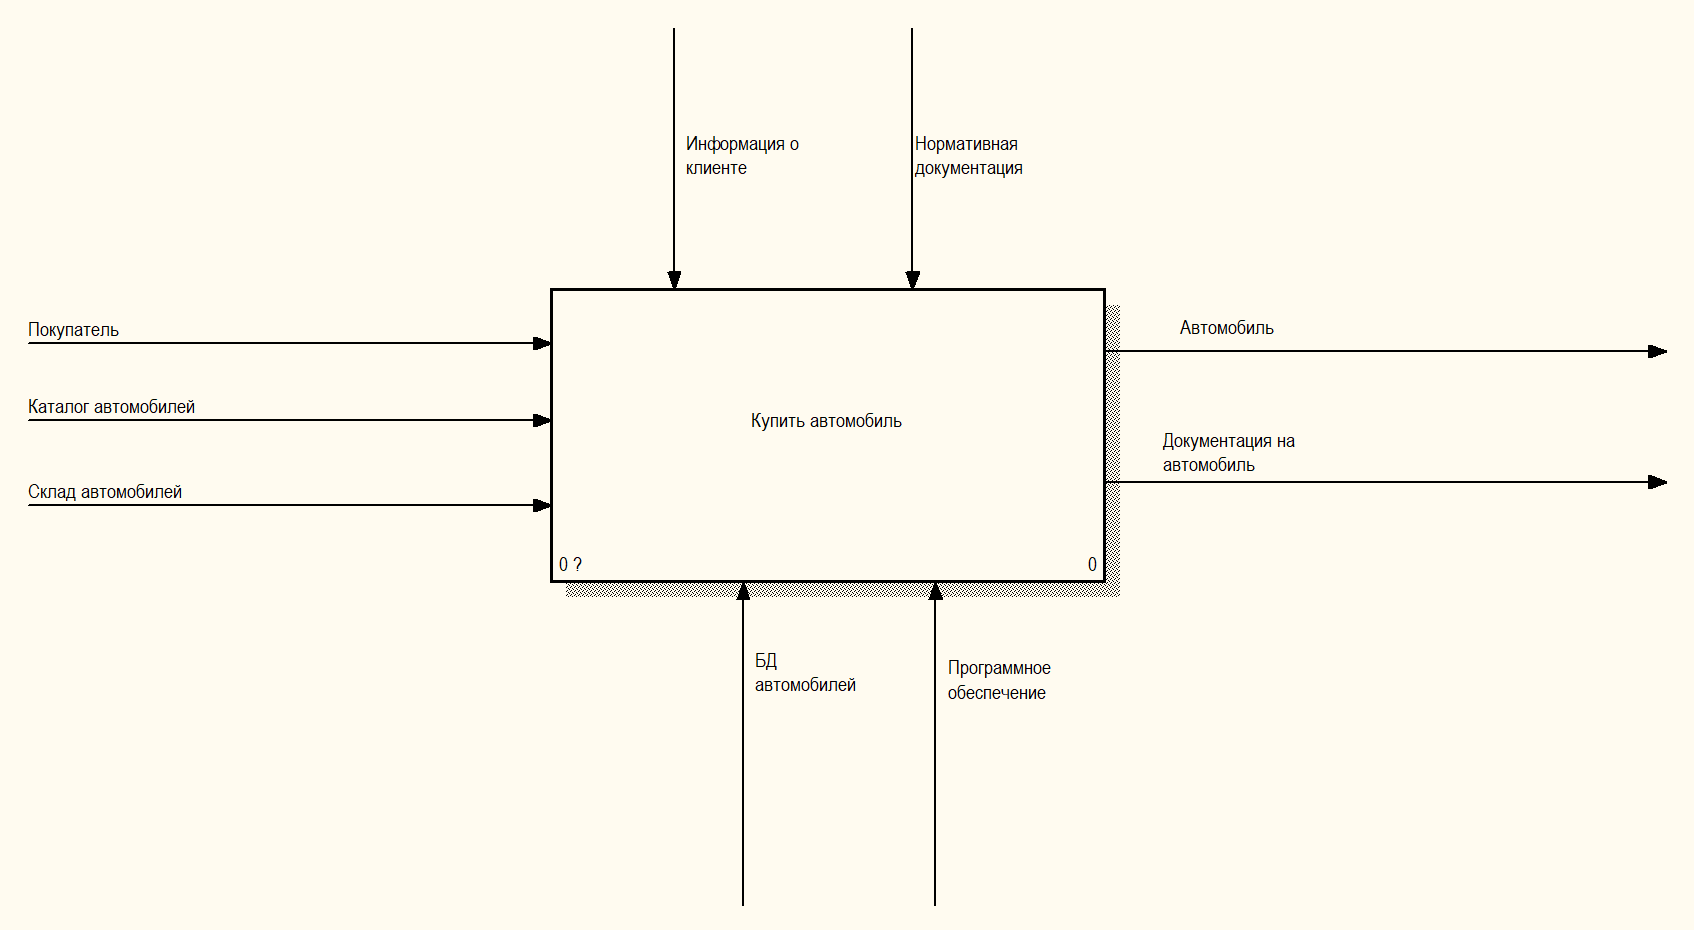 Информация о
клиенте
Нормативная
документация
Покупатель
Каталог автомобилей
Склад автомобилей
Купить автомобиль
0 ?
0
Автомобиль
Документация на
автомобиль
БД
автомобилей
Программное
обеспечение